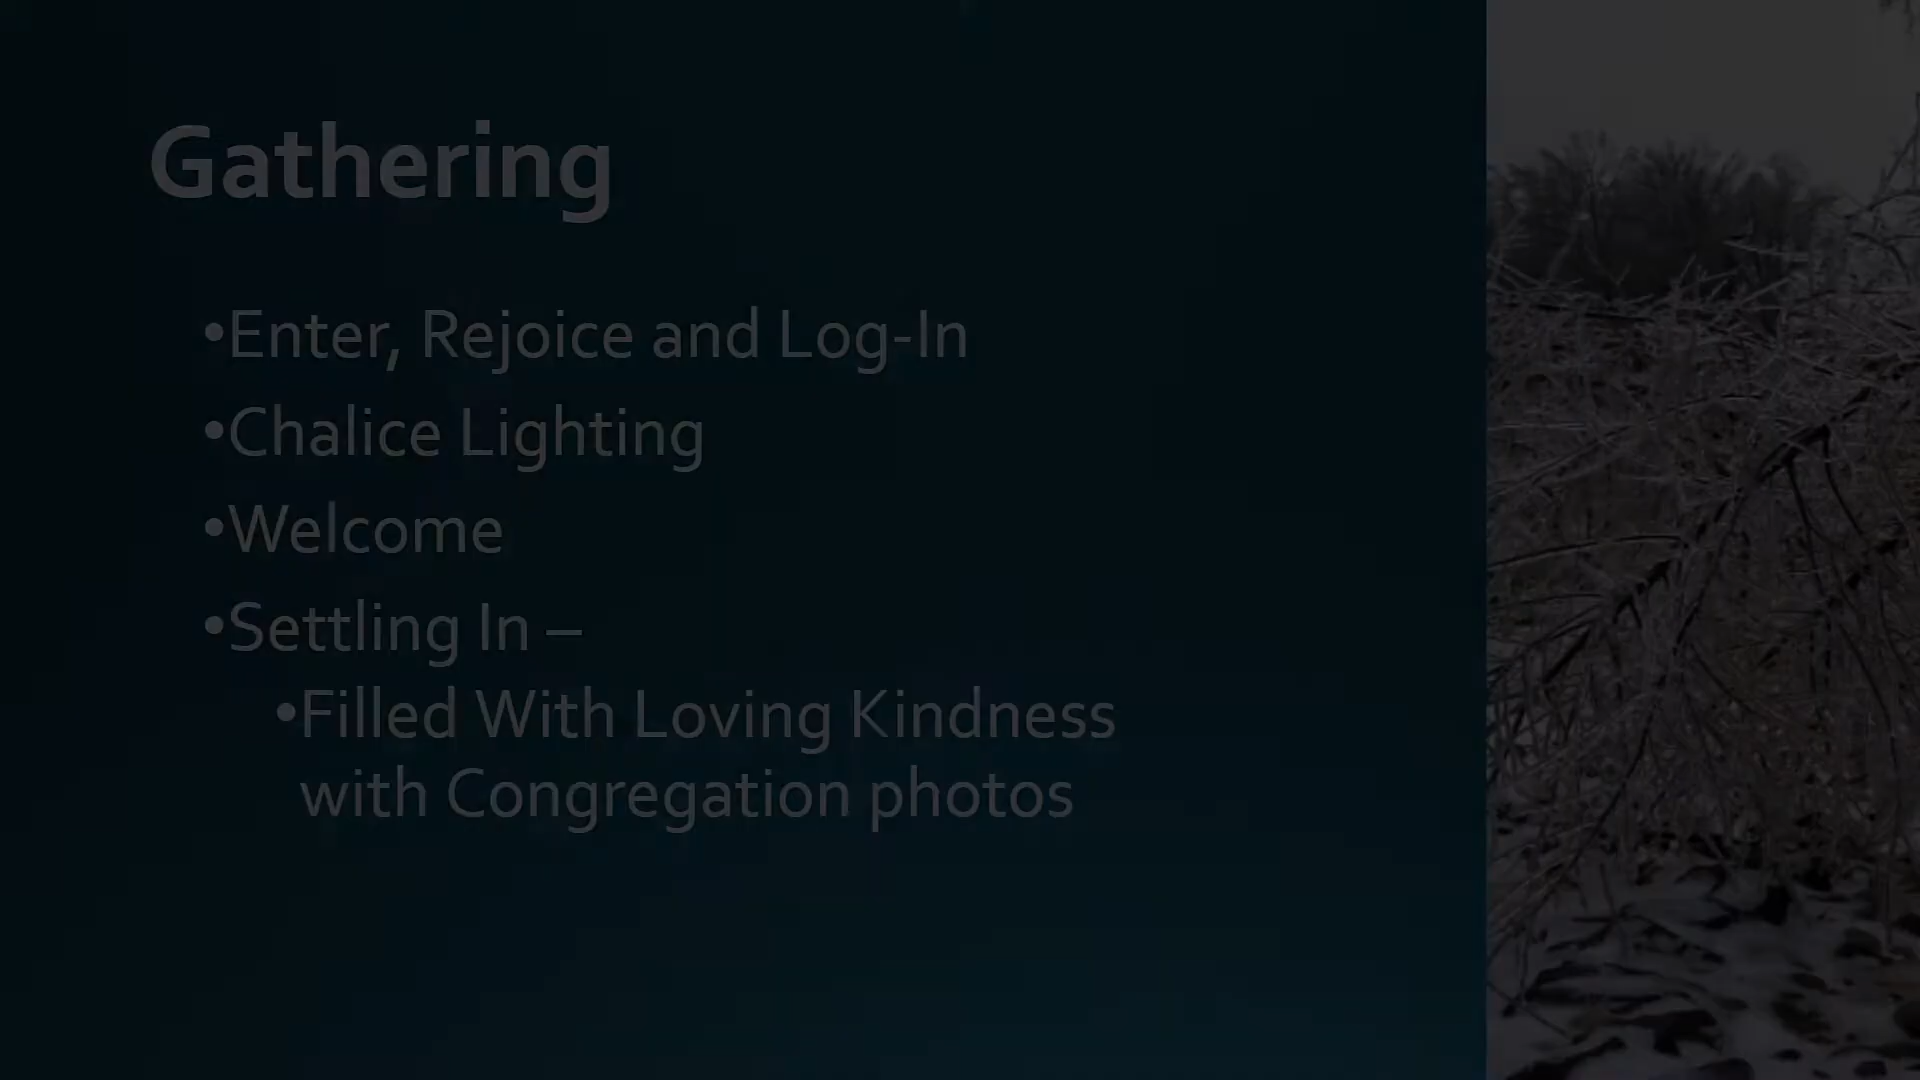 Gathering
•Enter, Rejoice and Log-In
•Chalice Lighting
•Welcome
•Settling In –
•Filled With Loving Kindness
with Congregation photos